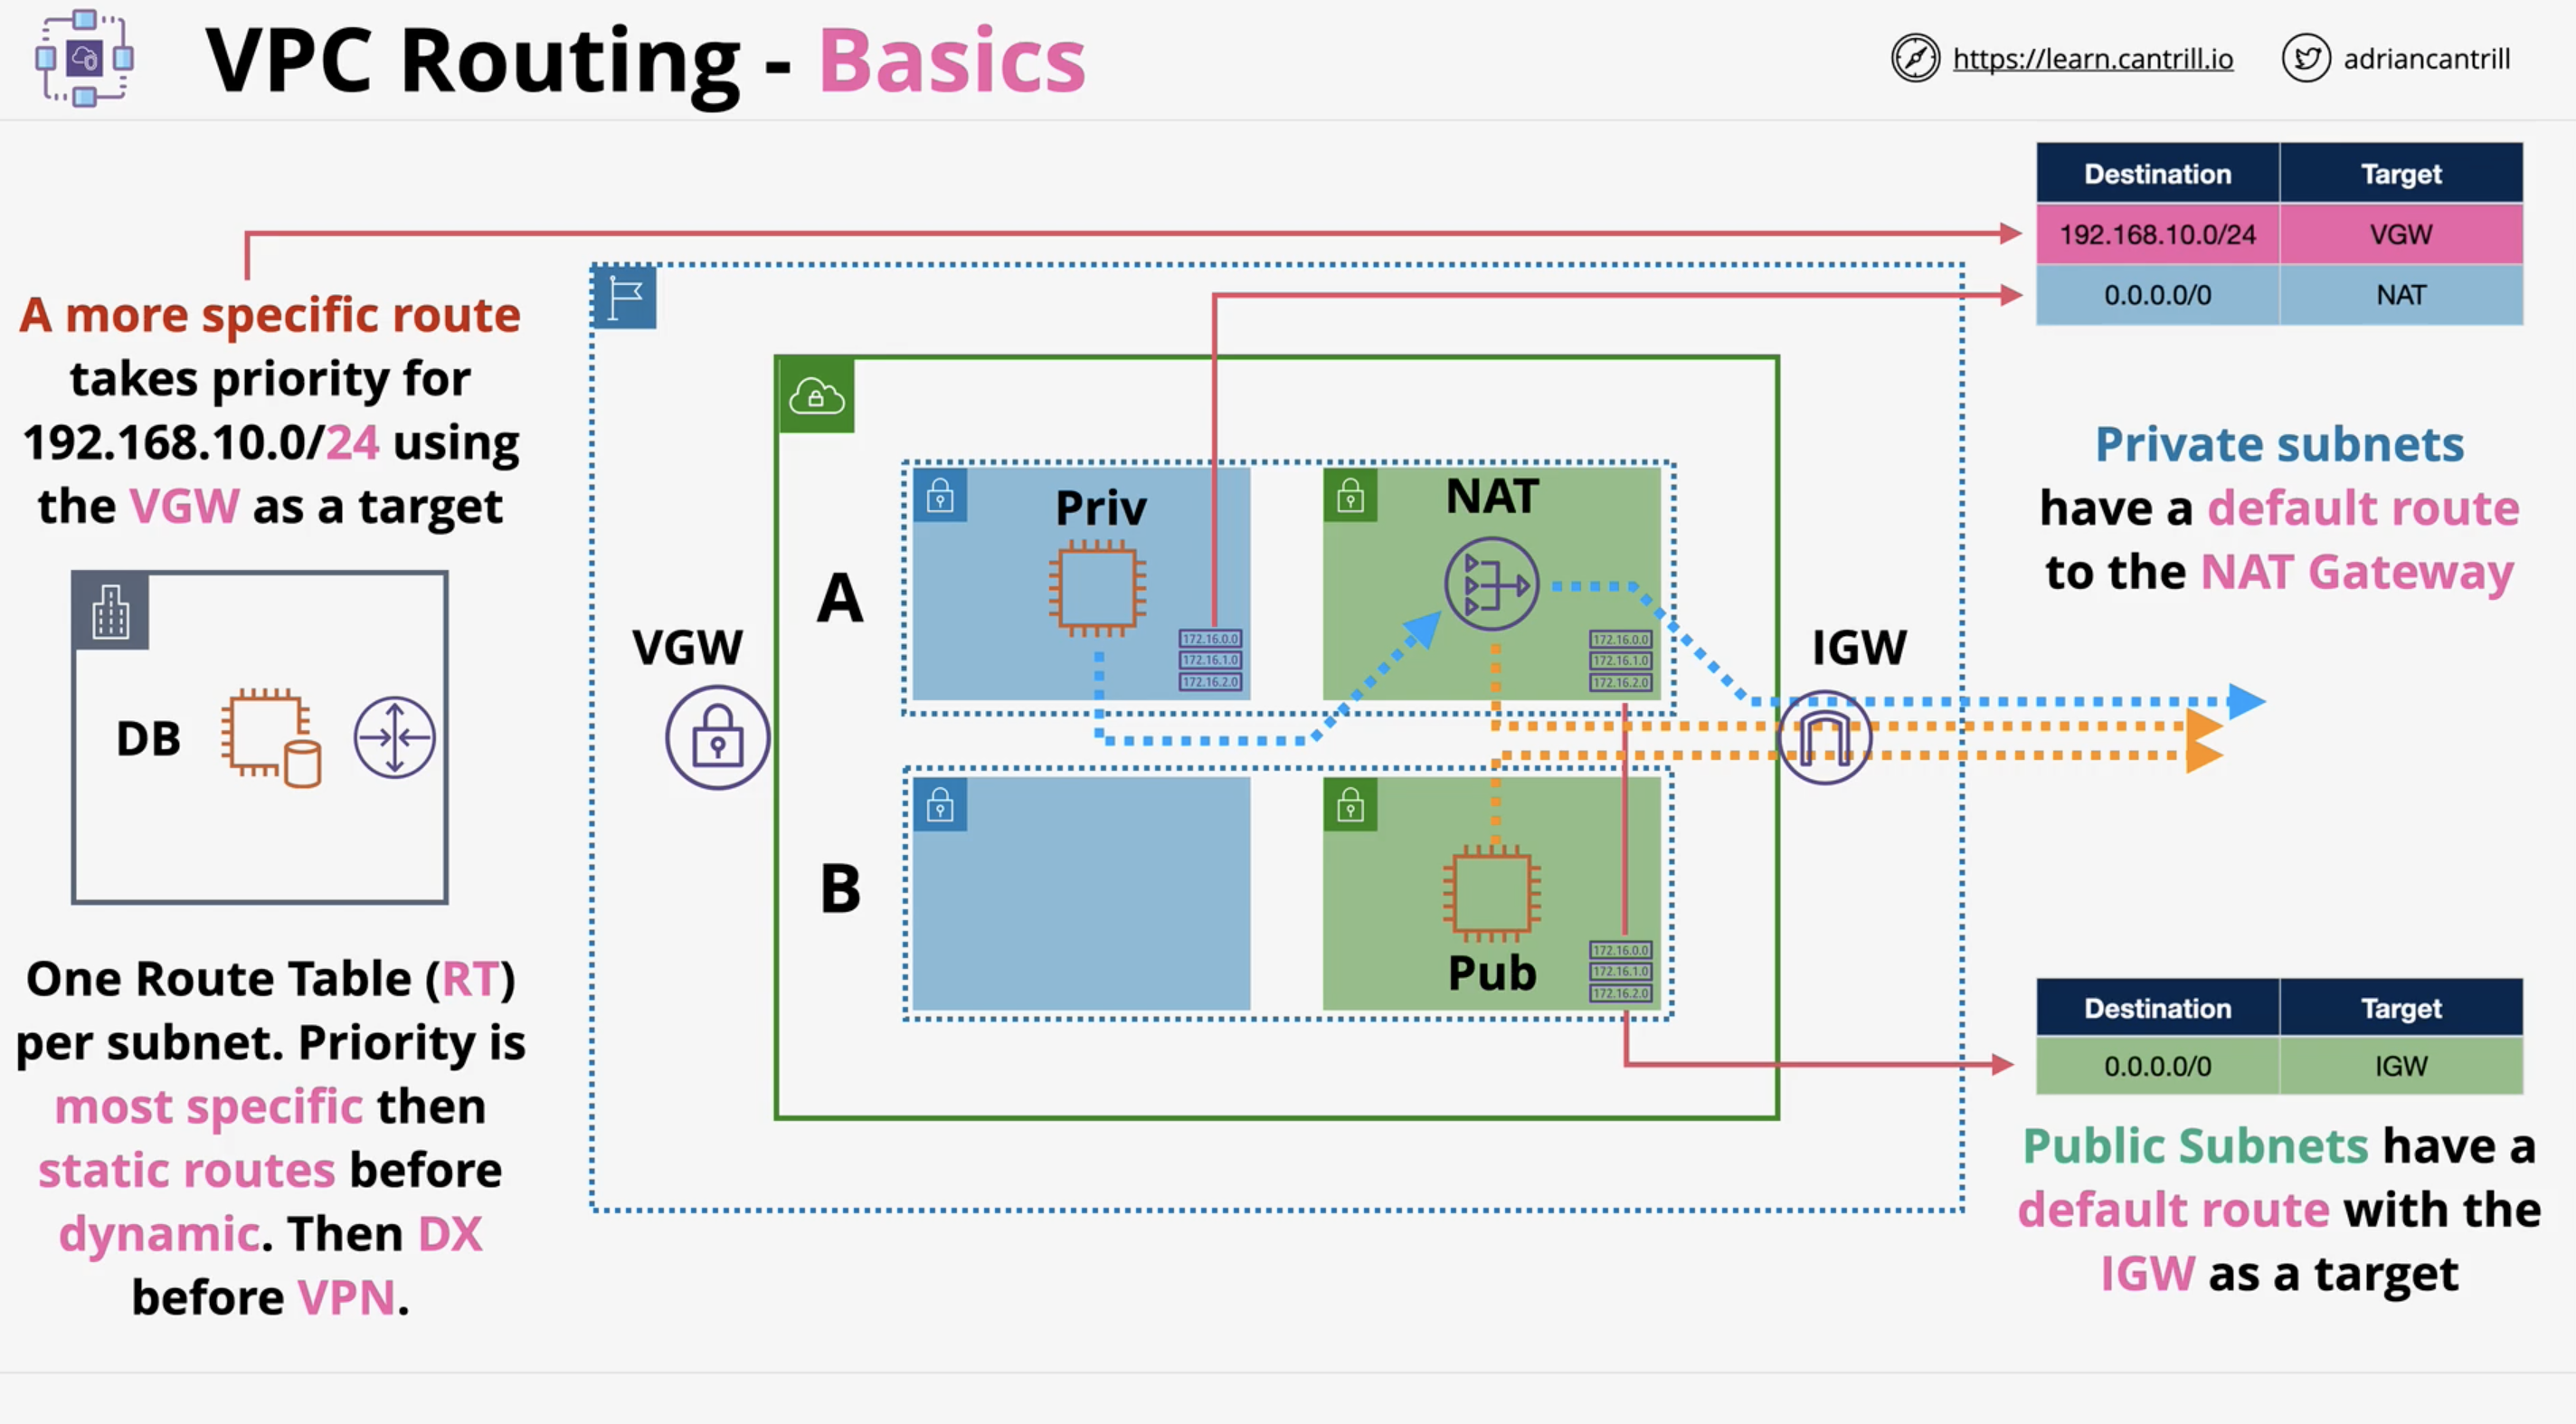 VPC Routing - Basics
https://learn.cantrill.io
adriancantrill
Destination Target
192.168.10.0/24 VGW
0.0.0.0/0 NAT
A more specific route
takes priority for
192.168.10.0/24 using
the VGW as a target
Private subnets
have a default route
to the NAT Gateway
DB
VGW
A
Priv
172.16.0.0
172.16.1.0
172.16.2.0
NAT
172.16.0.0
172.16.1.0
172.16.2.0
IGW
B
Pub
172.16.0.0
172.16.1.0
172.16.2.0
One Route Table (RT)
per subnet. Priority is
most specific then
static routes before
dynamic. Then DX
before VPN.
Destination Target
0.0.0.0/0 IGW
Public Subnets have a
default route with the
IGW as a target